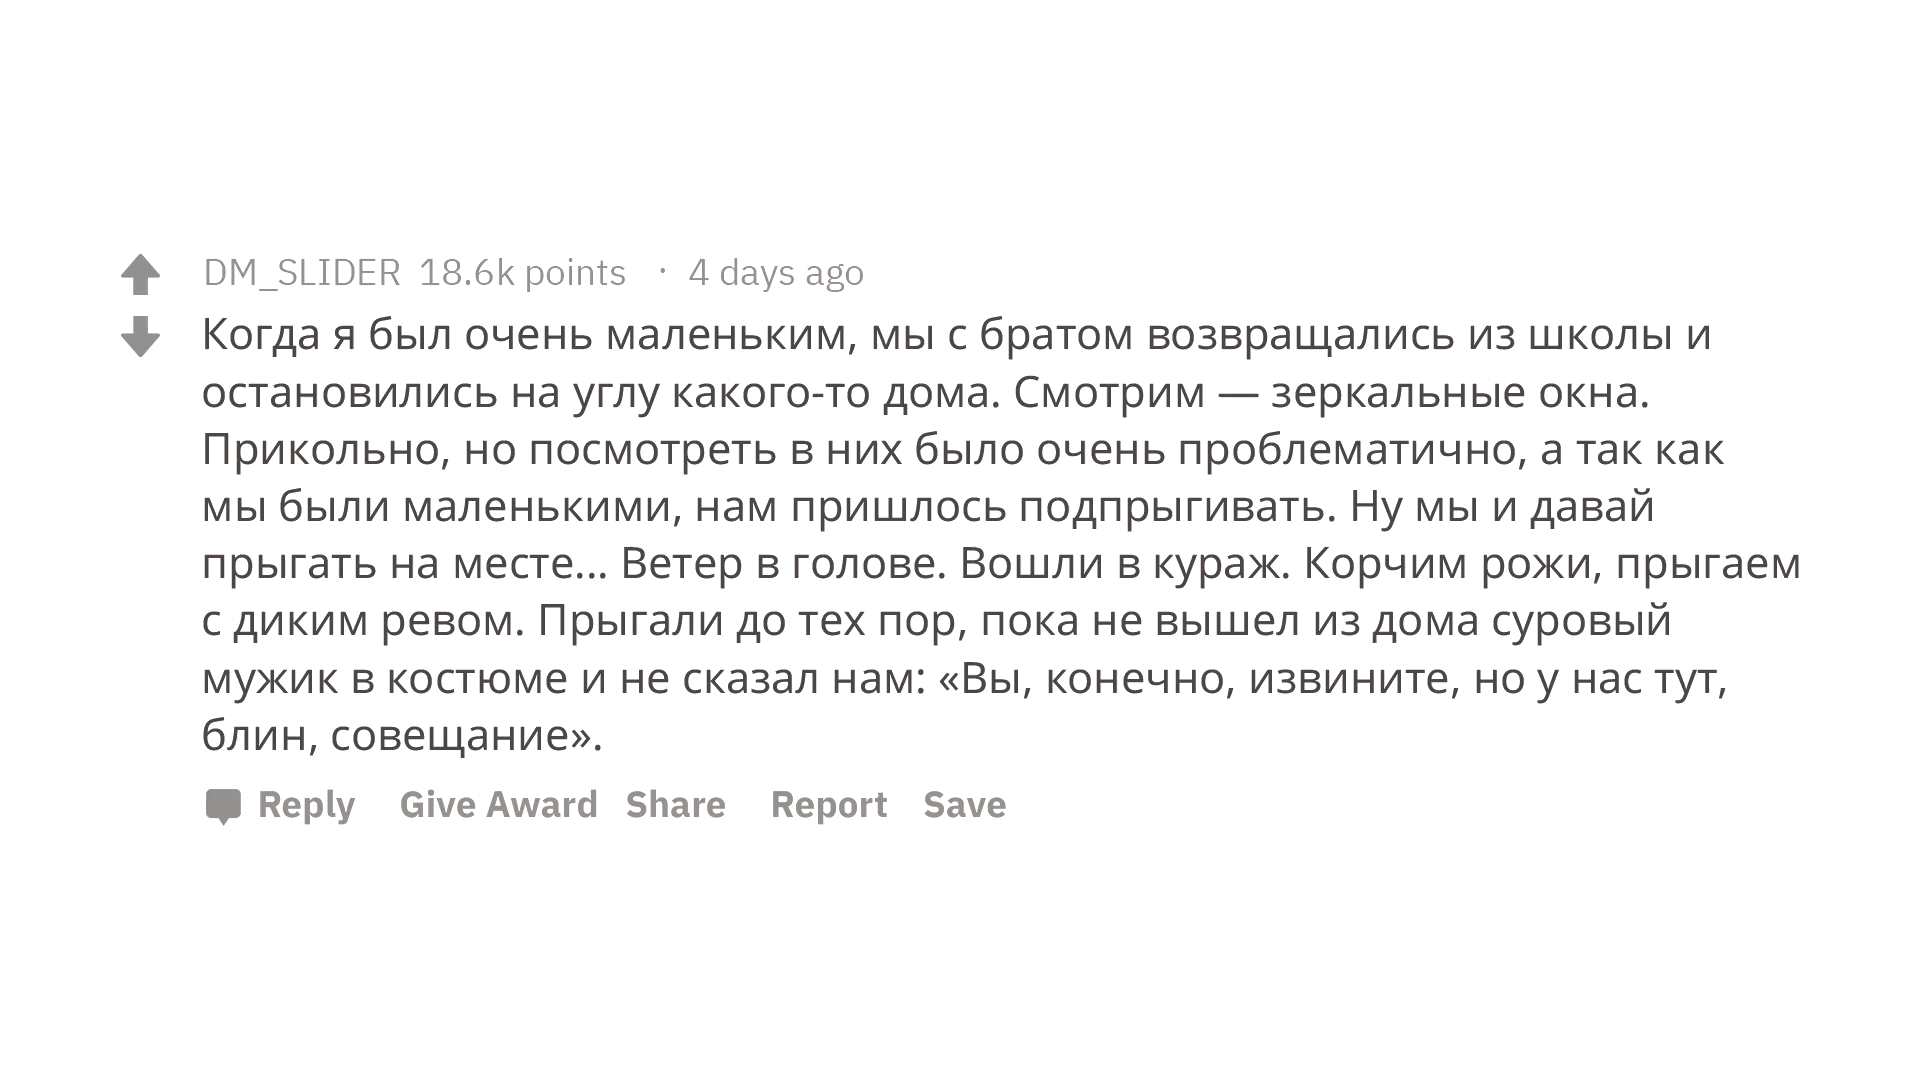 DM_SLIDER 18.6k points · 4 days ago
Когда я был очень маленьким, мы с братом возвращались из школы и
остановились на углу какого-то дома. Смотрим — зеркальные окна.
Прикольно, но посмотреть в них было очень проблематично, а так как
мы были маленькими, нам пришлось подпрыгивать. Ну мы и давай
прыгать на месте... Ветер в голове. Вошли в кураж. Корчим рожи, прыгаем
с диким ревом. Прыгали до тех пор, пока не вышел из дома суровый
мужик в костюме и не сказал нам: «Вы, конечно, извините, но у нас тут,
блин, совещание».
Reply Give Award Share Report Save